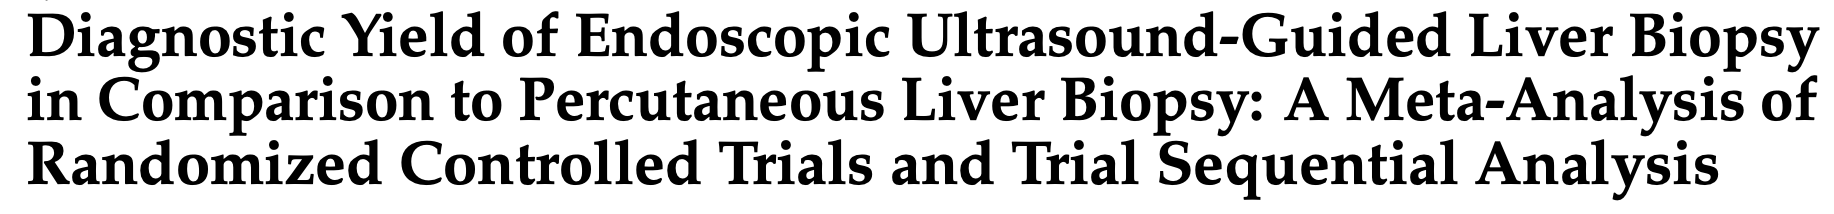 Diagnostic Yield of Endoscopic Ultrasound-Guided Liver Biopsy
in Comparison to Percutaneous Liver Biopsy: A Meta-Analysis of
Randomized Controlled Trials and Trial Sequential Analysis